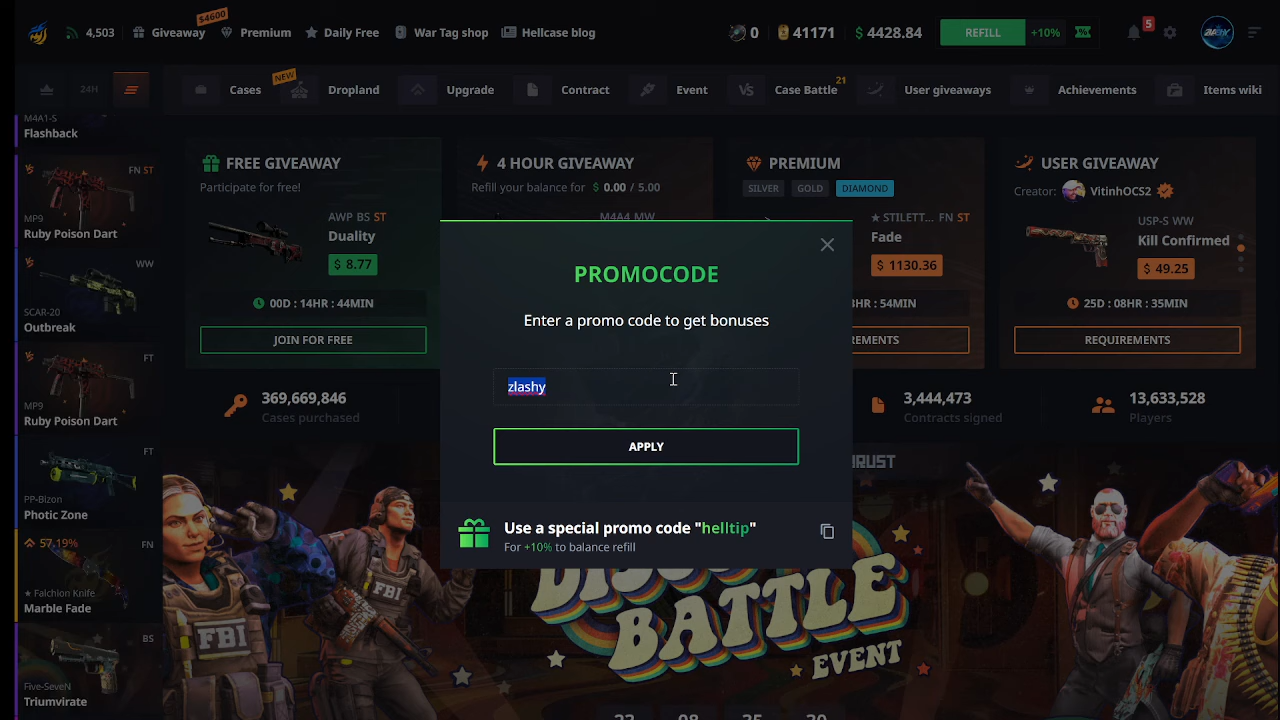 $4600
4,503
Giveaway
Premium
Daily Free
War Tag shop
Hellcase blog
0
41171
$ 4428.84
REFILL
+10%
5
24H
Cases
NEW
Dropland
Upgrade
Contract
Event
VS
Case Battle
21
User giveaways
Achievements
Items wiki
M4A1-S
Flashback
FN ST
MP9
Ruby Poison Dart
WW
SCAR-20
Outbreak
FT
MP9
Ruby Poison Dart
FT
PP-Bizon
Photic Zone
57.19%
FN
★ Falchion Knife
Marble Fade
BS
Five-SeveN
Triumvirate
FREE GIVEAWAY
Participate for free!
AWP BS ST
Duality
$ 8.77
00D : 14HR : 44MIN
JOIN FOR FREE
4 HOUR GIVEAWAY
Refill your balance for $ 0.00 / 5.00
M4A4 MW
PREMIUM
SILVER
GOLD
DIAMOND
★ STILETT... FN ST
Fade
$ 1130.36
HR : 54MIN
REMENTS
USER GIVEAWAY
Creator: VitinhOCS2
USP-S WW
Kill Confirmed
$ 49.25
25D : 08HR : 35MIN
REQUIREMENTS
PROMOCODE
Enter a promo code to get bonuses
zlashy
APPLY
Use a special promo code "helltip"
For +10% to balance refill
369,669,846
Cases purchased
3,444,473
Contracts signed
13,633,528
Players
FBI
FBI
BATTLE
EVENT